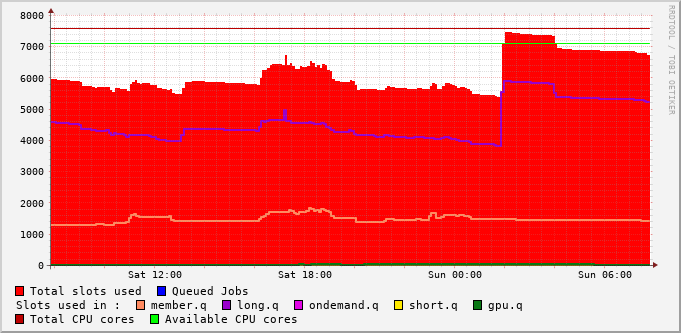 8000
7000
6000
5000
4000
3000
2000
1000
0
Sat 12:00 Sat 18:00 Sun 00:00 Sun 06:00
Total slots used Queued Jobs
Slots used in : member.q long.q ondemand.q short.q gpu.q
Total CPU cores Available CPU cores
RRDTOOL / TOBI OETIKER